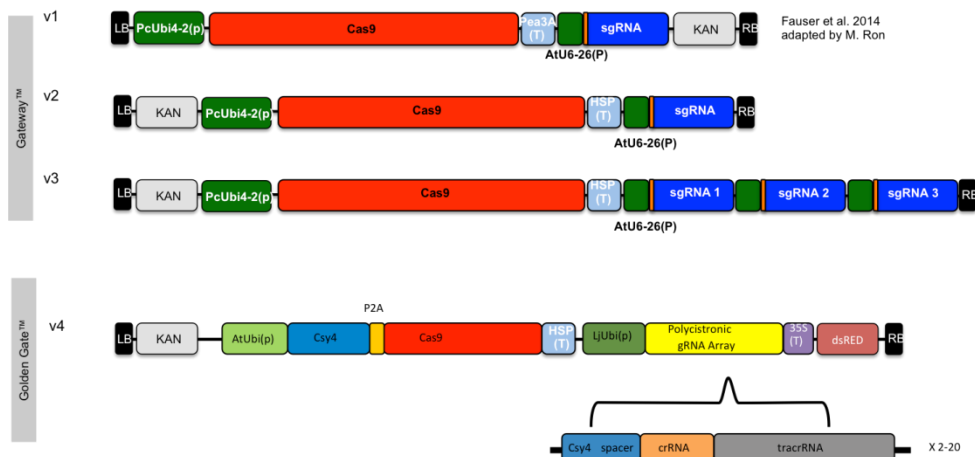 Gateway™
v1
LB PcUbi4-2(p) Cas9 Pea3A (T) sgRNA KAN RB
AtU6-26(P)
Fauser et al. 2014
adapted by M. Ron
v2
LB KAN PcUbi4-2(p) Cas9 HSP (T) sgRNA RB
AtU6-26(P)
v3
LB KAN PcUbi4-2(p) Cas9 HSP (T) sgRNA 1 sgRNA 2 sgRNA 3 RB
AtU6-26(P)
Golden Gate™
v4
P2A
LB KAN AtUbi(p) Csy4 Cas9 HSP (T) LjUbi(p) Polycistronic gRNA Array 35S (T) dsRED RB
Csy4 spacer crRNA tracrRNA X 2-20